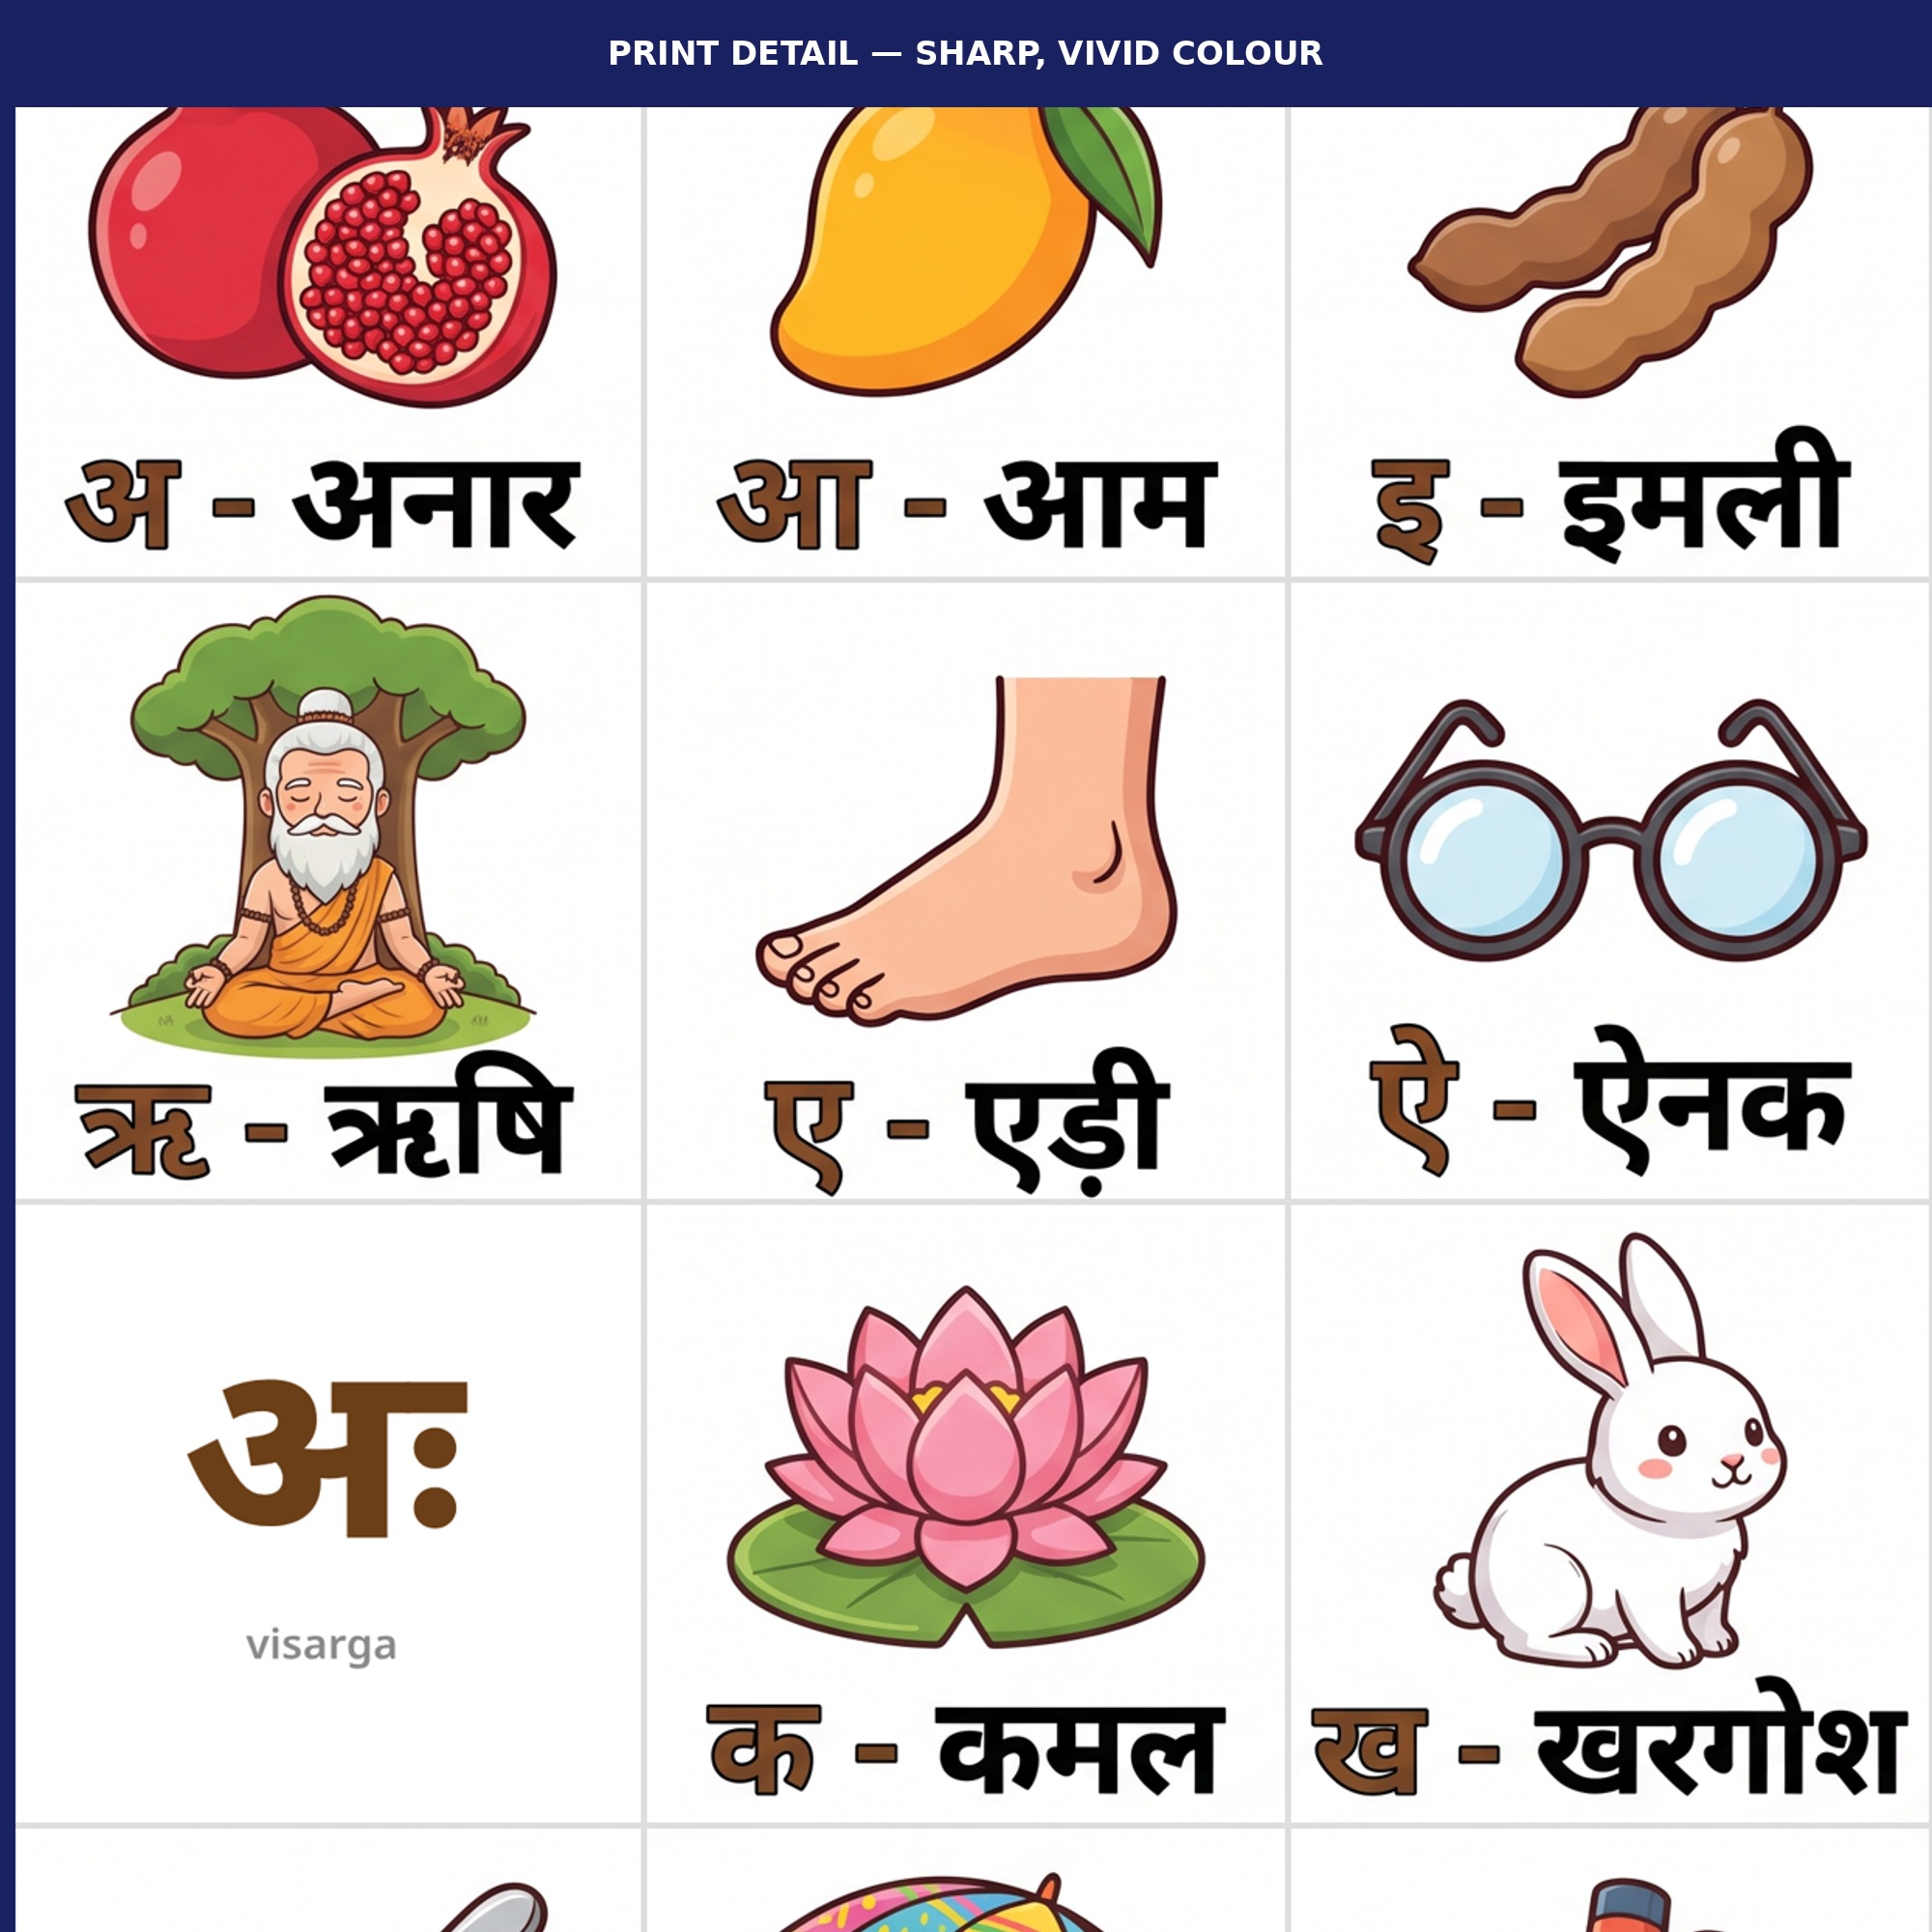 PRINT DETAIL — SHARP, VIVID COLOUR
अ - अनार
आ - आम
इ - इमली
ऋ - ऋषि
ए - एड़ी
ऐ - ऐनक
अः
visarga
क - कमल
ख - खरगोश